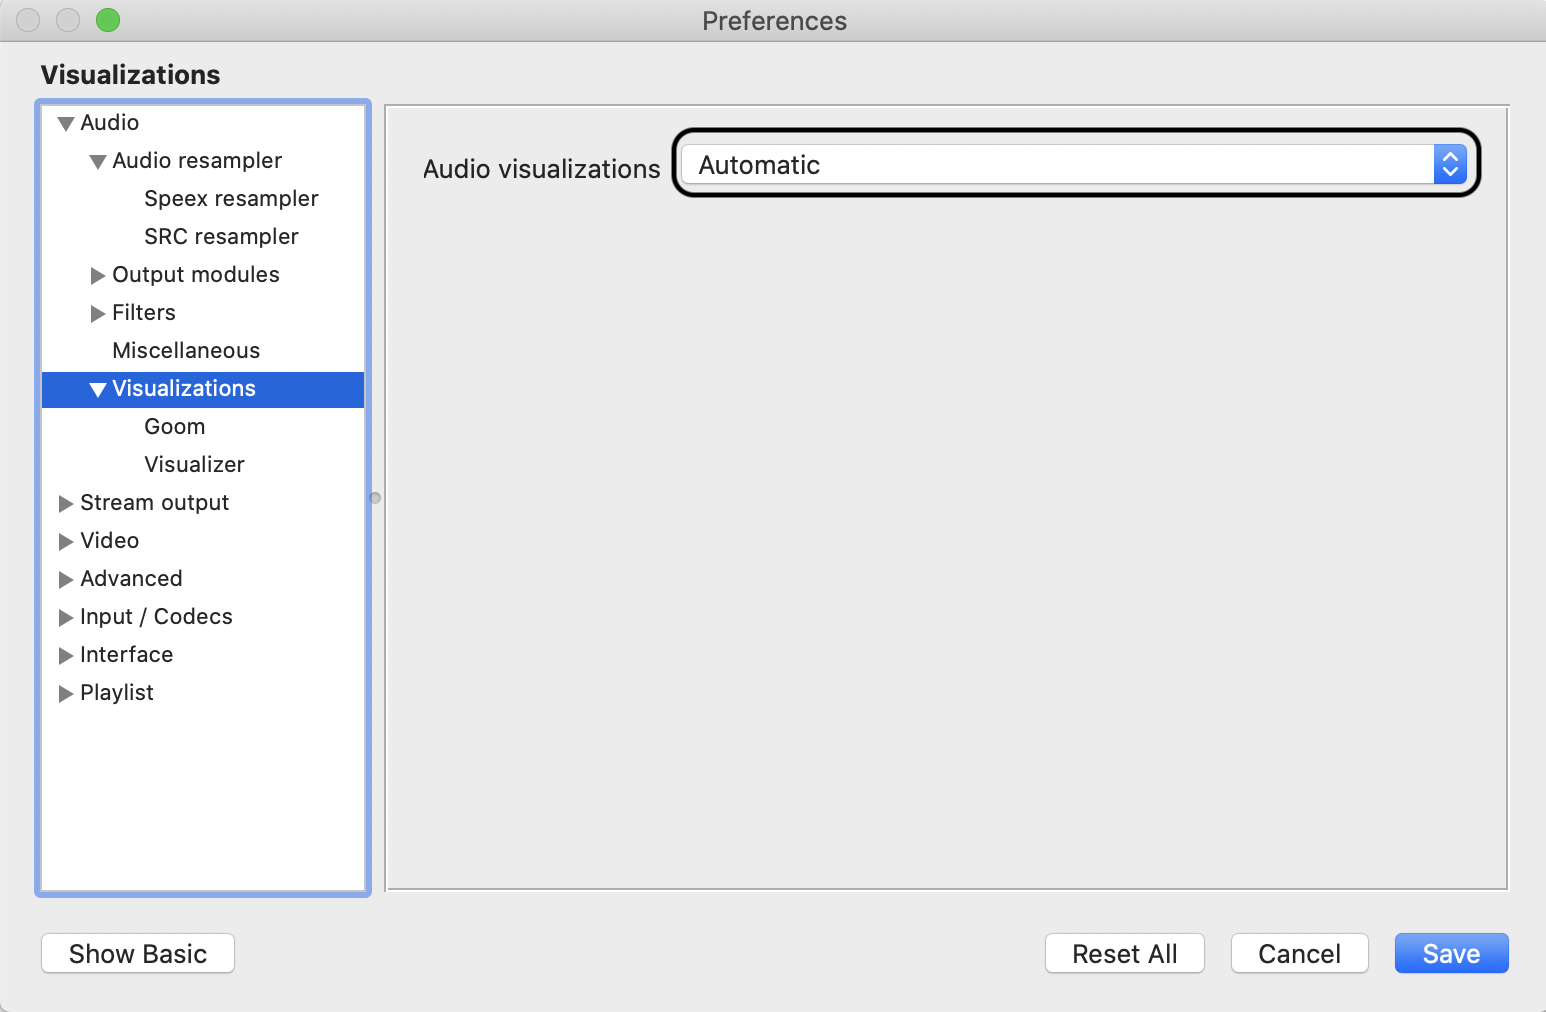 Preferences
Visualizations
Audio
Audio resampler
Speex resampler
SRC resampler
Output modules
Filters
Miscellaneous
Visualizations
Goom
Visualizer
Stream output
Video
Advanced
Input / Codecs
Interface
Playlist
Audio visualizations Automatic
Show Basic Reset All Cancel Save